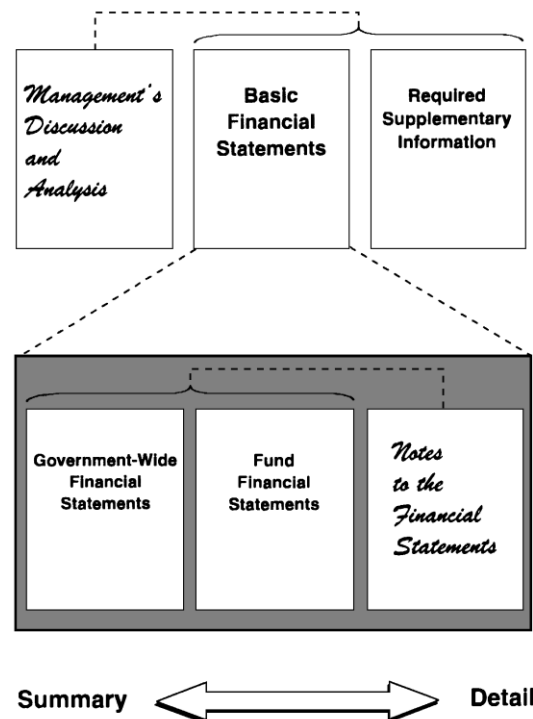 Management's
Discussion
and
Analysis
Basic
Financial
Statements
Required
Supplementary
Information
Government-Wide
Financial
Statements
Fund
Financial
Statements
Notes
to the
Financial
Statements
Summary
Detail